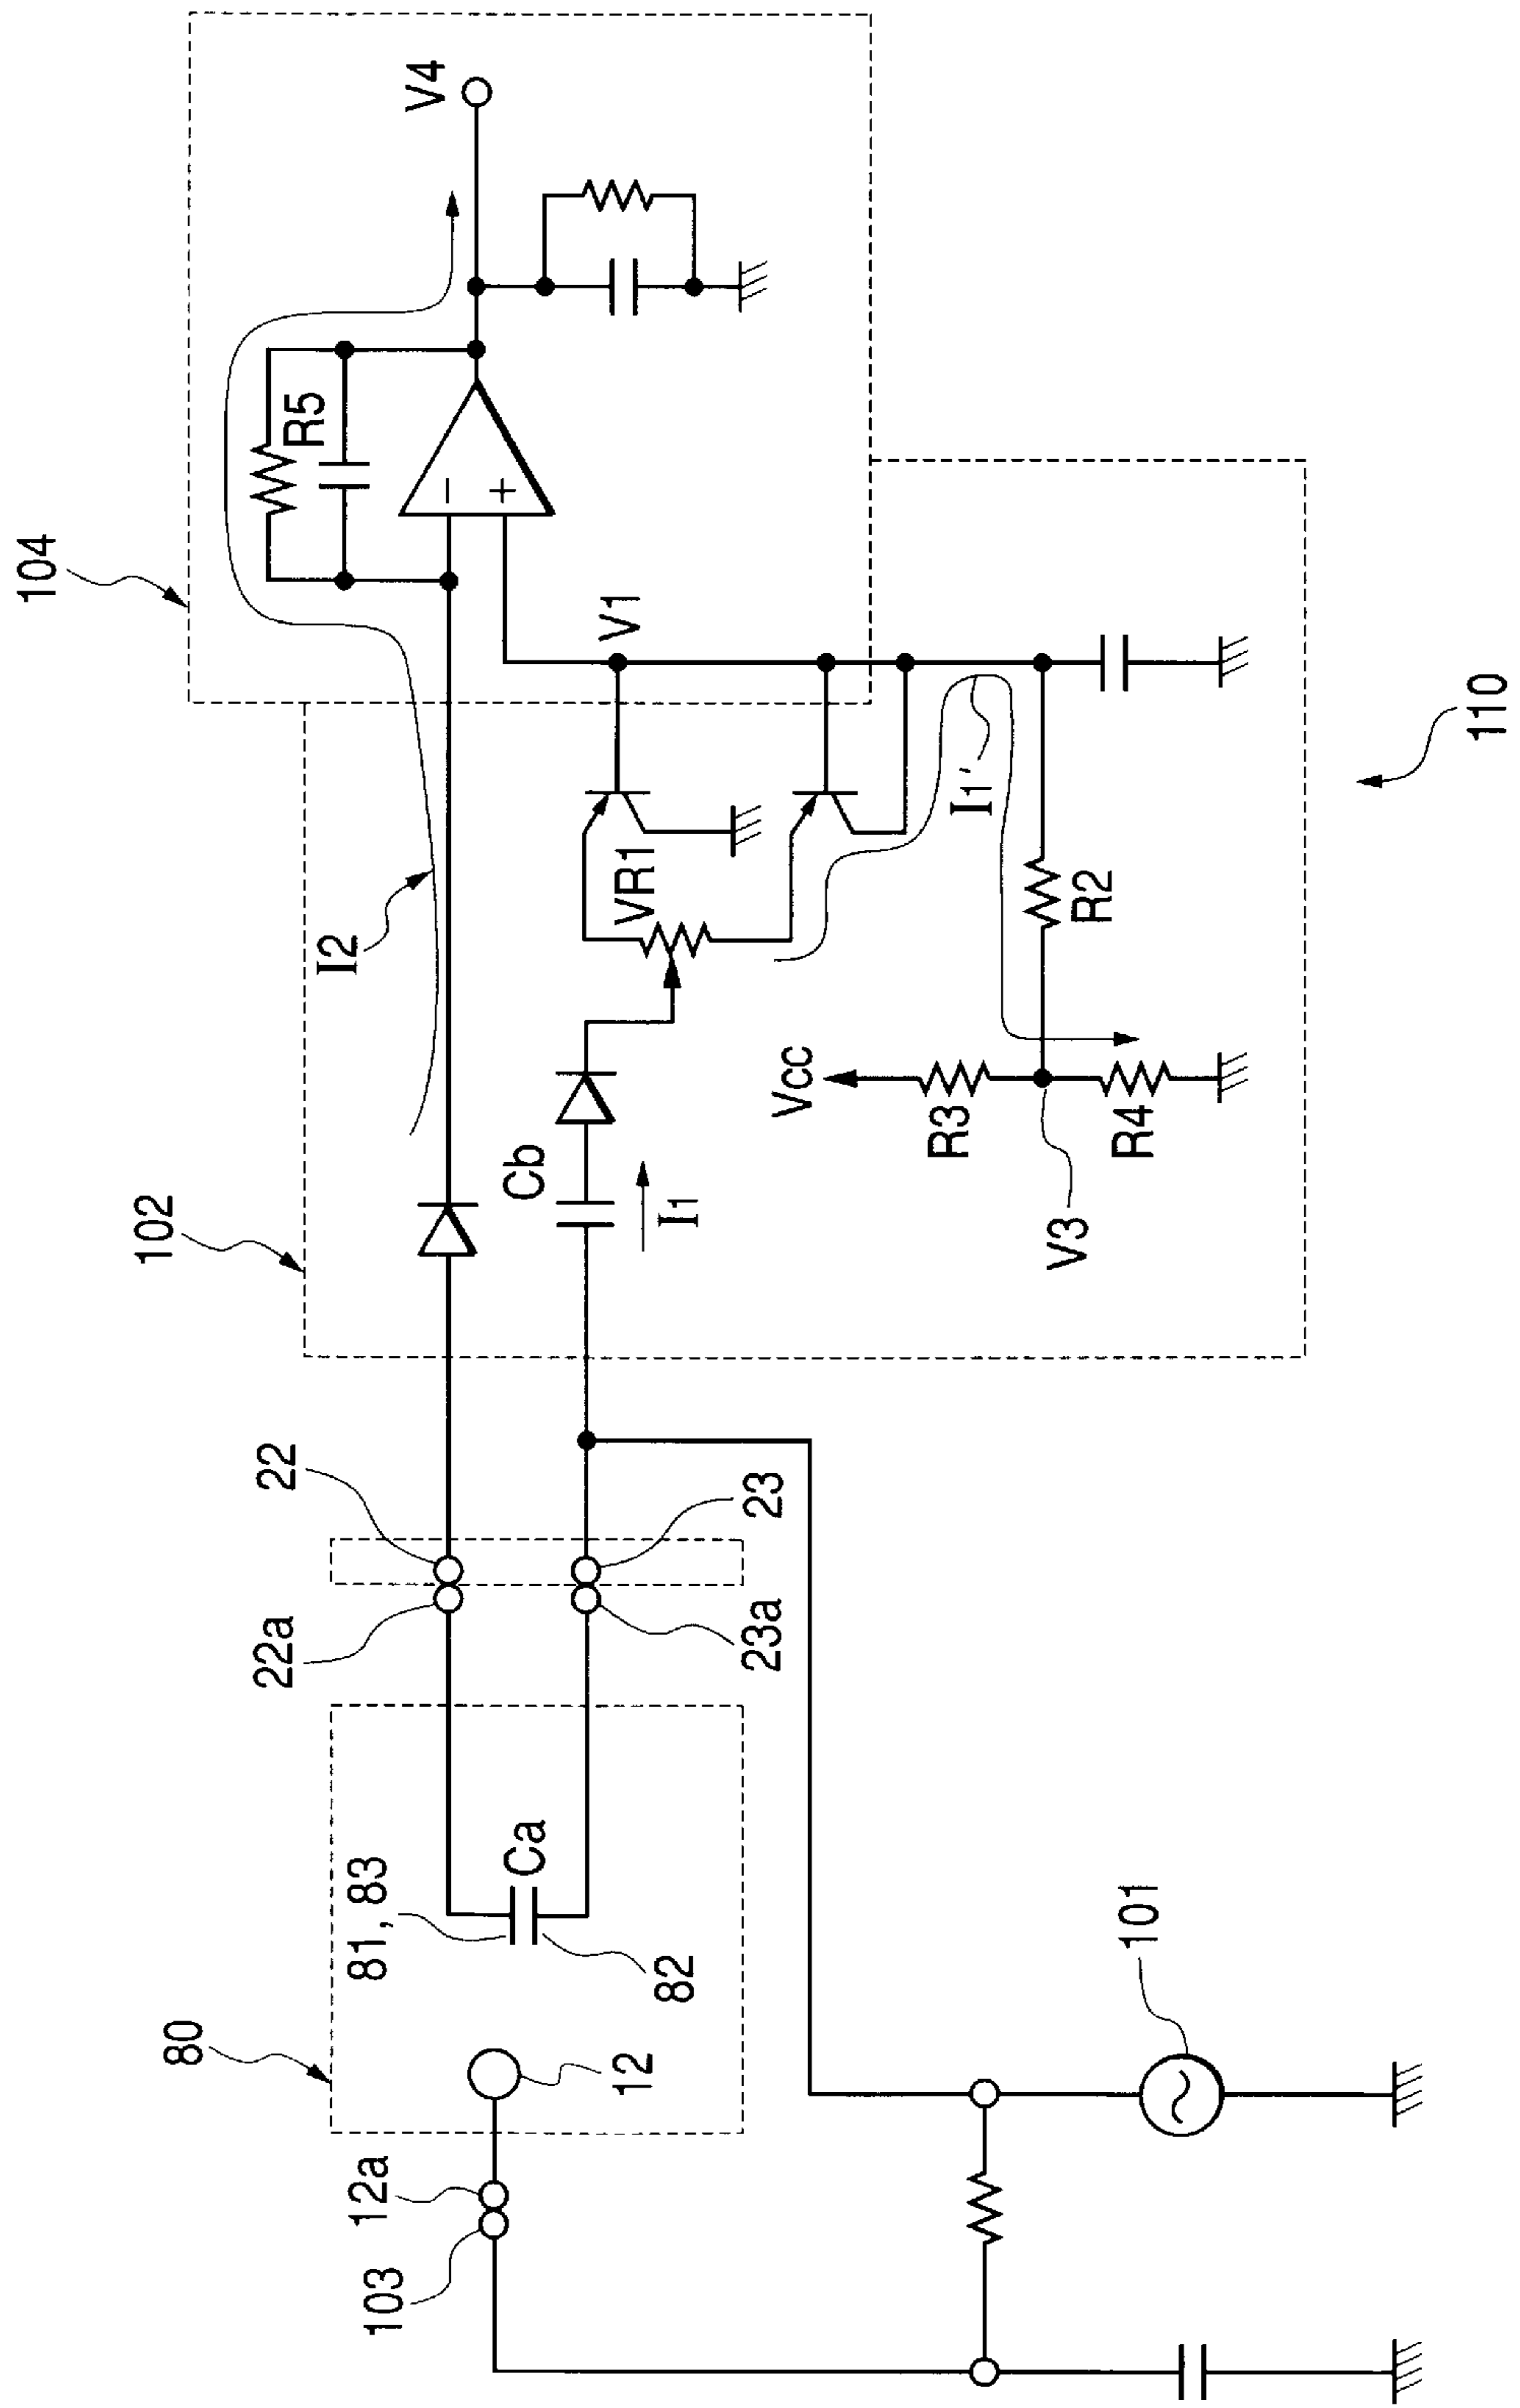 104
V4
R5
−
+
V1
102
I2
VR1
I1′
110
R2
Vcc
R3
R4
V3
Cb
I1
22
23
22a
23a
80
81, 83
Ca
82
12
12a
103
101